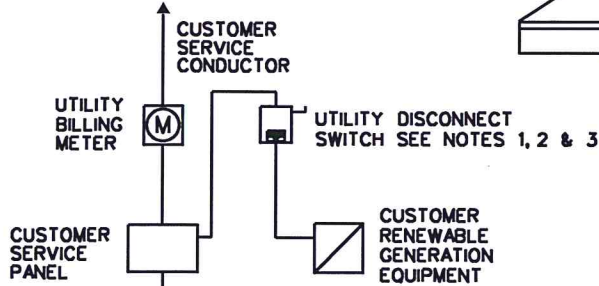 CUSTOMER
SERVICE
CONDUCTOR
UTILITY
BILLING
METER
M
UTILITY DISCONNECT
SWITCH SEE NOTES 1, 2 & 3
CUSTOMER
SERVICE
PANEL
CUSTOMER
RENEWABLE
GENERATION
EQUIPMENT